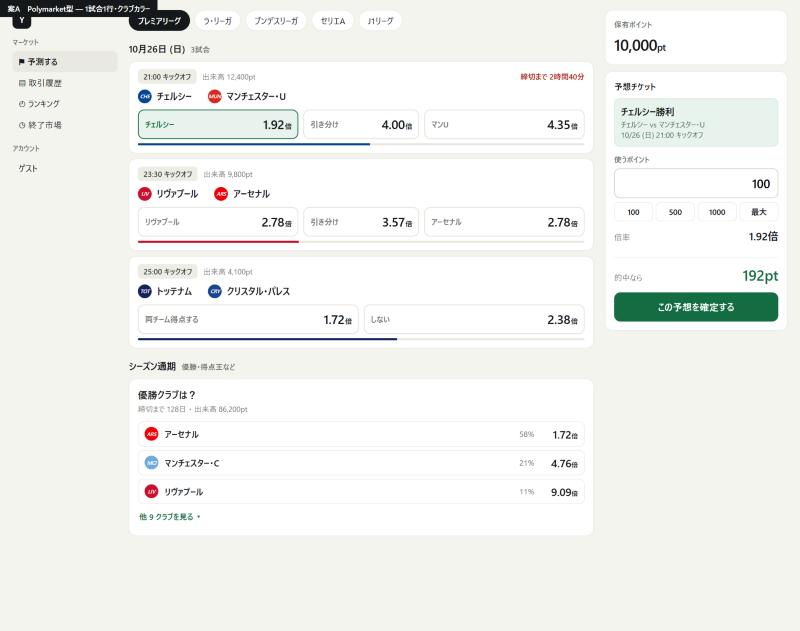 案A Polymarket型 — 1試合1行・クラブカラー
Y
マーケット
予測する
取引履歴
ランキング
終了市場
アカウント
ゲスト
プレミアリーグ
ラ・リーガ
ブンデスリーガ
セリエA
J1リーグ
10月26日 (日) 3試合
21:00 キックオフ 出来高 12,400pt 締切まで 2時間40分
CHE チェルシー MUN マンチェスター・U
チェルシー 1.92倍
引き分け 4.00倍
マンU 4.35倍
23:30 キックオフ 出来高 9,800pt
LIV リヴァプール ARS アーセナル
リヴァプール 2.78倍
引き分け 3.57倍
アーセナル 2.78倍
25:00 キックオフ 出来高 4,100pt
TOT トッテナム CRY クリスタル・パレス
両チーム得点する 1.72倍
しない 2.38倍
シーズン通期 優勝・得点王など
優勝クラブは？
締切まで 128日・出来高 86,200pt
ARS アーセナル 58% 1.72倍
MCI マンチェスター・C 21% 4.76倍
LIV リヴァプール 11% 9.09倍
他 9 クラブを見る
保有ポイント
10,000pt
予想チケット
チェルシー勝利
チェルシー vs マンチェスター・U
10/26 (日) 21:00 キックオフ
使うポイント
100
100
500
1000
最大
倍率 1.92倍
的中なら 192pt
この予想を確定する